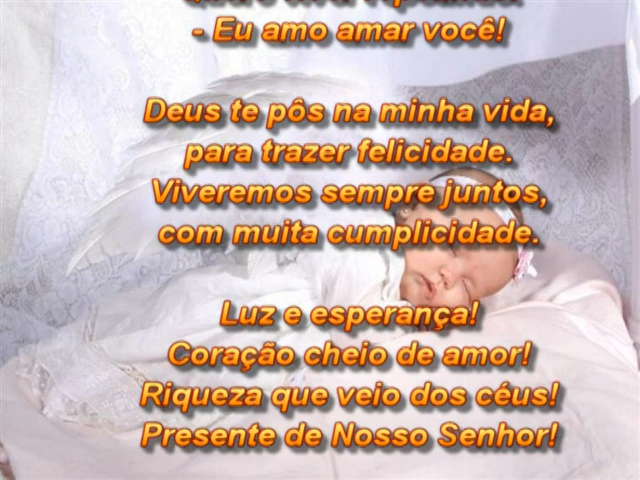 - Eu amo amar você!
Deus te pôs na minha vida,
para trazer felicidade.
Viveremos sempre juntos,
com muita cumplicidade.
Luz e esperança!
Coração cheio de amor!
Riqueza que veio dos céus!
Presente de Nosso Senhor!